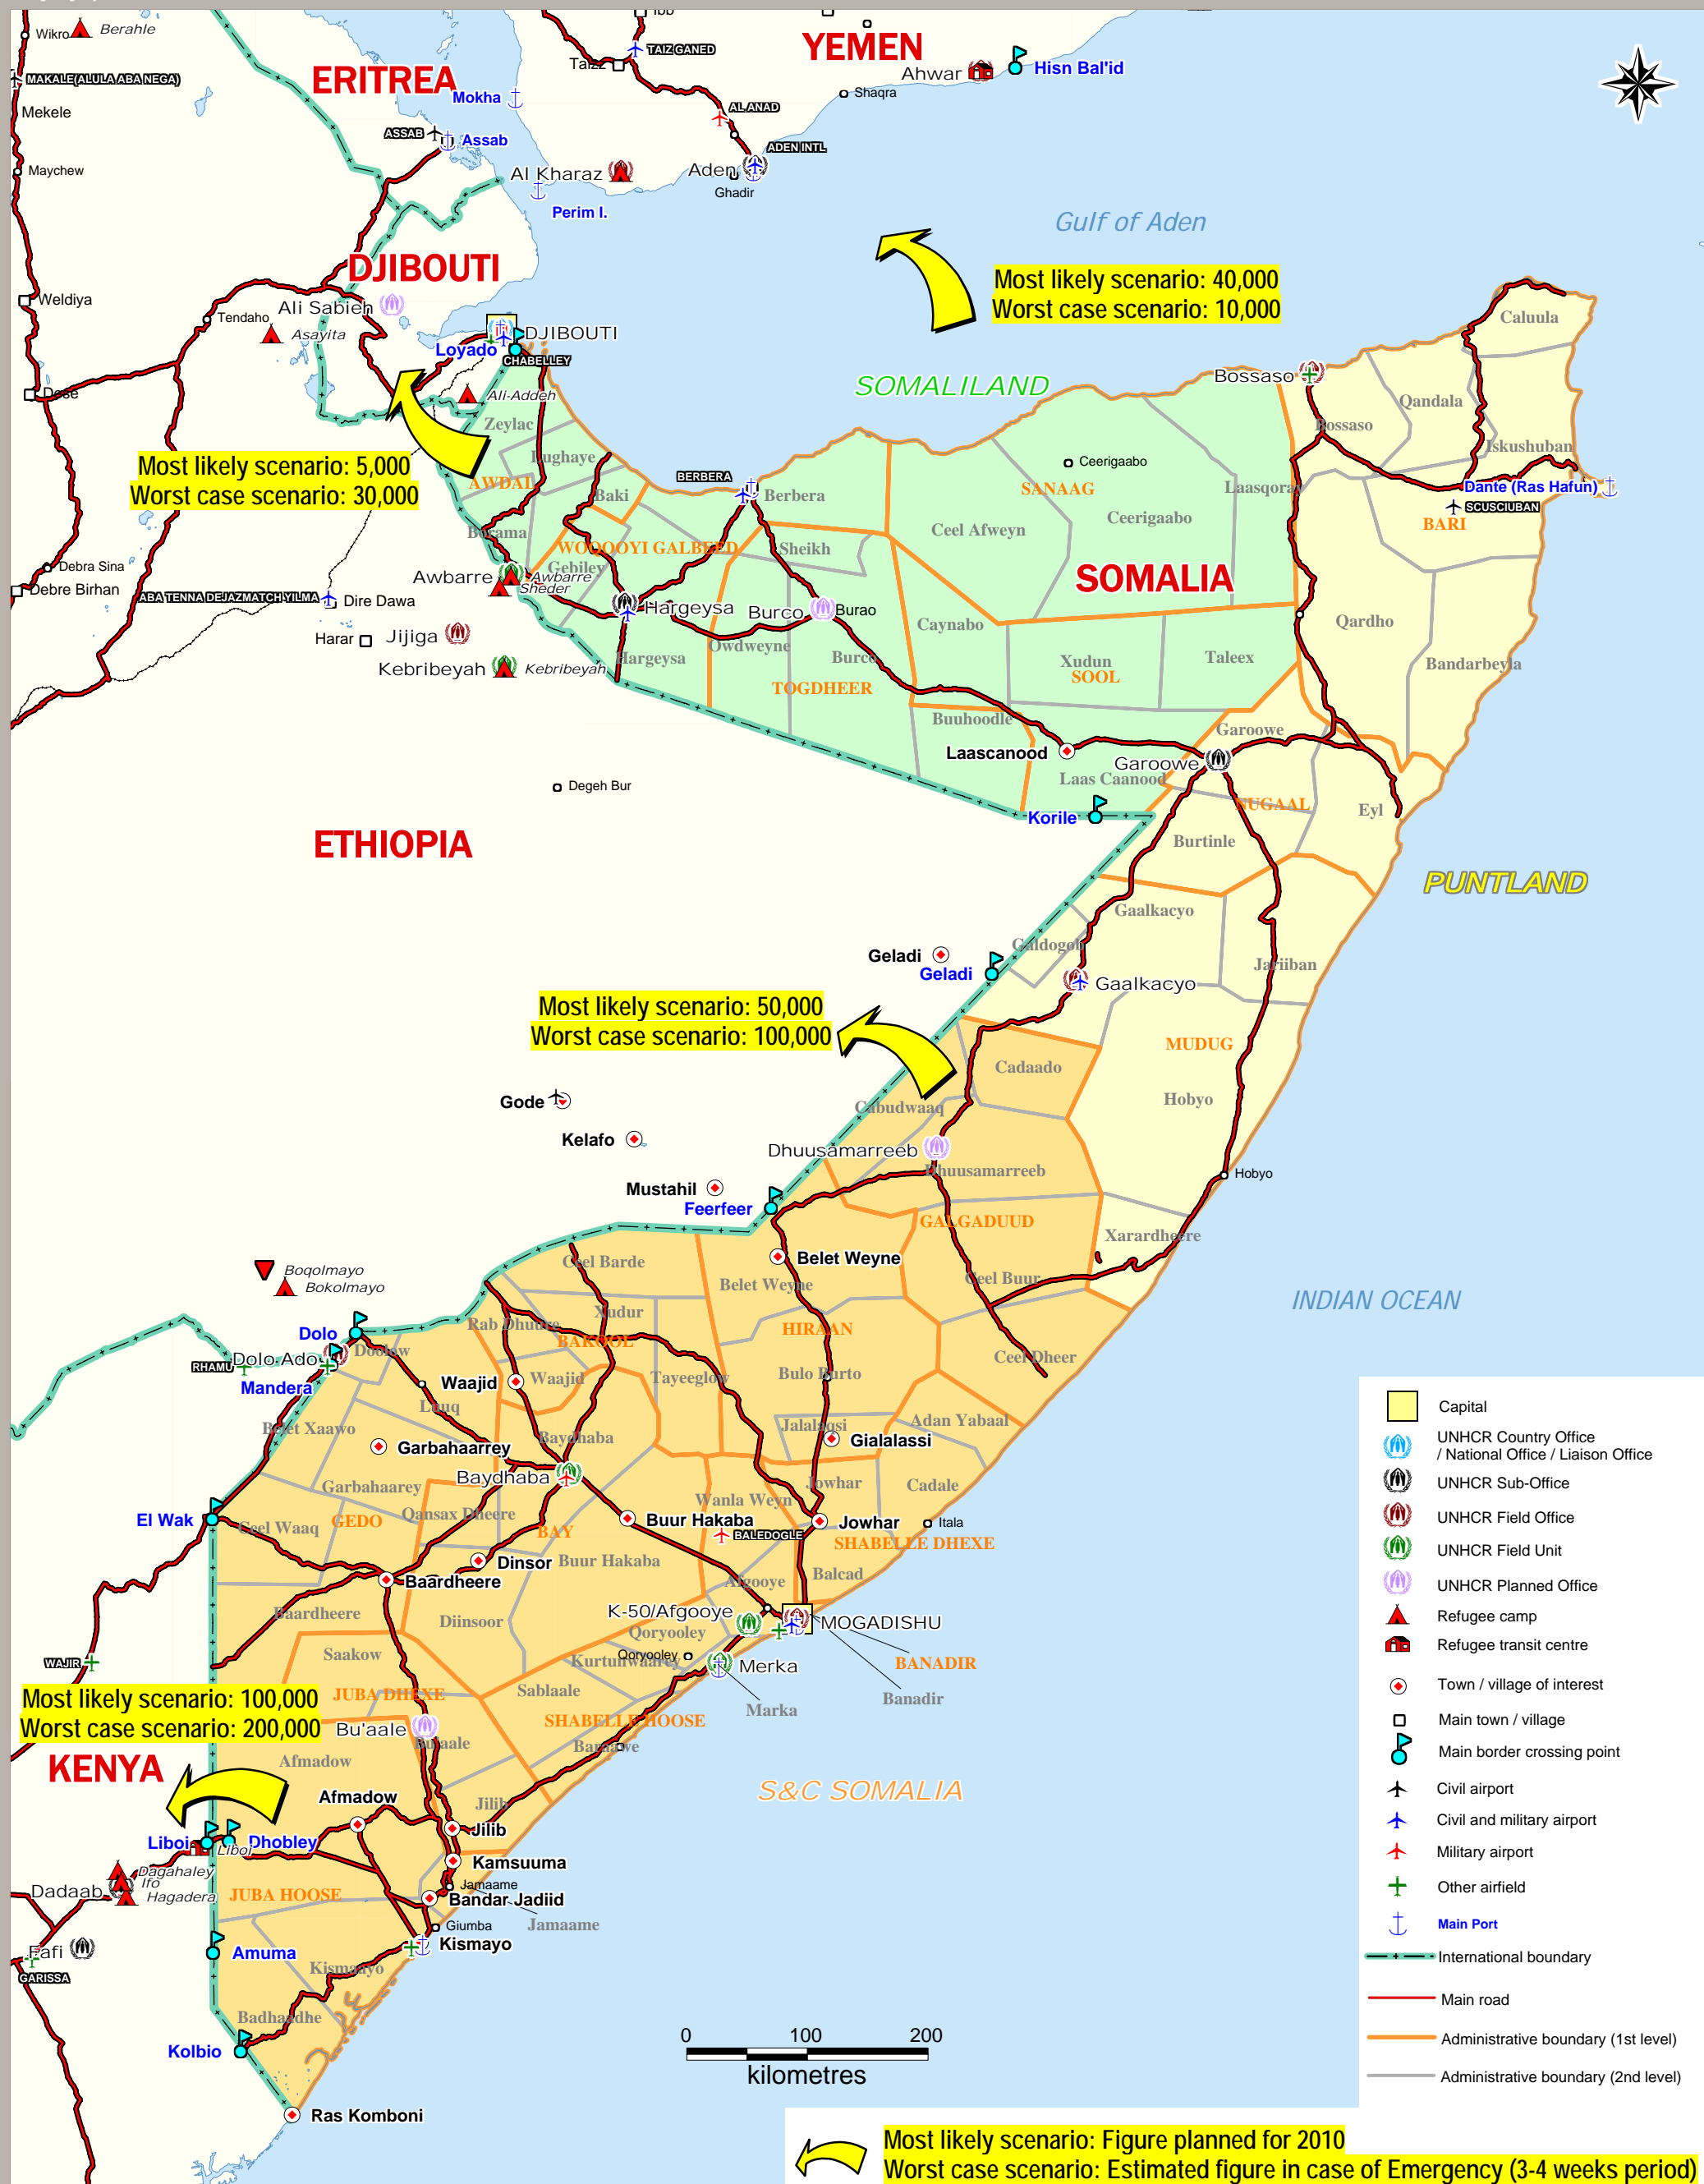 Wikro
Berahle
MAKALE(ALULA ABA NEGA)
Mekele
Maychew
ERITREA
Mokha
ASSAB
Assab
Taizz
TAIZ GANED
YEMEN
Ahwar
Hisn Bal'id
Shaqra
AL ANAD
ADEN INTL
Aden
Ghadir
Al Kharaz
Perim I.
Gulf of Aden
DJIBOUTI
Most likely scenario: 40,000
Worst case scenario: 10,000
Weldiya
Tendaho
Ali Sabieh
Asayita
DJIBOUTI
Loyado
CHABELLEY
Ali-Addeh
Dese
SOMALILAND
Bossaso
Caluula
Qandala
Bossaso
Iskushuban
Zeylac
Lughaye
AWDAL
Baki
Most likely scenario: 5,000
Worst case scenario: 30,000
BERBERA
Berbera
Ceerigaabo
SANAAG
Laasqoray
Dante (Ras Hafun)
SCUSCIUBAN
BARI
Ceel Afweyn
Ceerigaabo
Borama
WOQOOYI GALBEED
Sheikh
Gebiley
Debra Sina
Debre Birhan
ABA TENNA DEJAZMATCH YILMA
Dire Dawa
Awbarre
Awbarre
Sheder
SOMALIA
Hargeysa
Burco
Burao
Caynabo
Qardho
Harar
Jijiga
Kebribeyah
Kebribeyah
Hargeysa
Owdweyne
Burco
Xudun
SOOL
Taleex
Bandarbeyla
TOGDHEER
Buuhoodle
Garoowe
Laascanood
Garoowe
Laas Caanood
Degeh Bur
NUGAAL
Eyl
Korile
ETHIOPIA
Burtinle
PUNTLAND
Gaalkacyo
Galdogob
Geladi
Geladi
Jariiban
Gaalkacyo
Most likely scenario: 50,000
Worst case scenario: 100,000
MUDUG
Cadaado
Gode
Cabudwaaq
Hobyo
Kelafo
Dhuusamarreeb
Dhuusamarreeb
Hobyo
Mustahil
Feerfeer
GALGADUUD
Xarardheere
Belet Weyne
Ceel Barde
Belet Weyne
Ceel Buur
Boqolmayo
Bokolmayo
INDIAN OCEAN
Xudur
Rab Dhuure
BAKOOL
HIRAAN
Dolo
Doolow
Dolo Ado
RHAMU
Mandera
Ceel Dheer
Waajid
Waajid
Tayeeglow
Bulo Burto
Luuq
Belet Xaawo
Garbahaarrey
Baydhaba
Jalalaqsi
Adan Yabaal
Gialalassi
Baydhaba
Garbahaarey
Jowhar
Cadale
Wanla Weyn
Qansax Dheere
El Wak
Ceel Waaq
GEDO
BAY
Buur Hakaba
BALEDOGLE
Jowhar
Itala
SHABELLE DHEXE
Dinsor
Buur Hakaba
Balcad
Baardheere
Afgooye
Baardheere
Diinsoor
K-50/Afgooye
MOGADISHU
Qoryooley
Qoryooley
Saakow
Kurtunwaarey
Merka
BANADIR
Banadir
WAJIR
Sablaale
Marka
JUBA DHEXE
SHABELLE HOOSE
Most likely scenario: 100,000
Worst case scenario: 200,000
Bu'aale
Bu'aale
Baraawe
KENYA
Afmadow
S&C SOMALIA
Afmadow
Jilib
Liboi
Liboi
Dhobley
Jilib
Dagahaley
Ifo
Kamsuuma
Dadaab
Hagadera
JUBA HOOSE
Jamaame
Bandar Jadiid
Jamaame
Giumba
Kismayo
Fafi
GARISSA
Amuma
Kismaayo
Badhaadhe
Kolbio
Ras Komboni
0 100 200
kilometres
Capital
UNHCR Country Office
/ National Office / Liaison Office
UNHCR Sub-Office
UNHCR Field Office
UNHCR Field Unit
UNHCR Planned Office
Refugee camp
Refugee transit centre
Town / village of interest
Main town / village
Main border crossing point
Civil airport
Civil and military airport
Military airport
Other airfield
Main Port
International boundary
Main road
Administrative boundary (1st level)
Administrative boundary (2nd level)
Most likely scenario: Figure planned for 2010
Worst case scenario: Estimated figure in case of Emergency (3-4 weeks period)